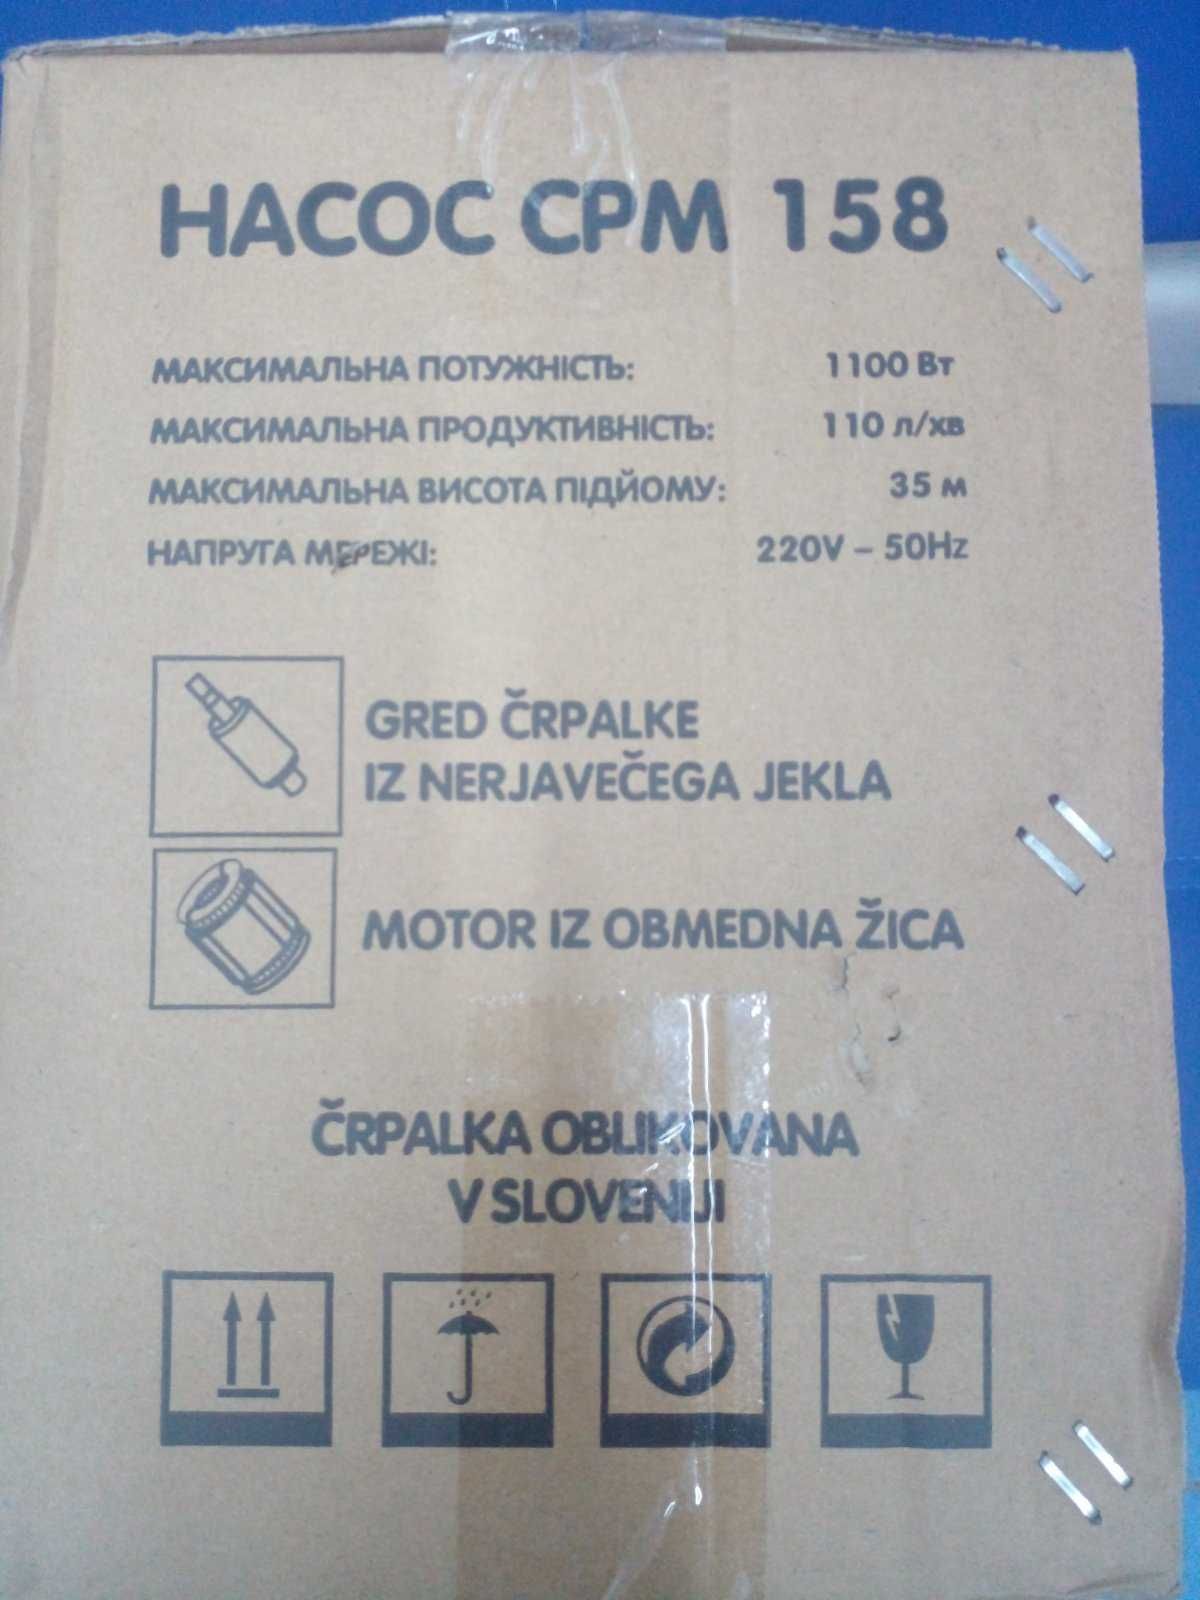 НАСОС CPM 158
МАКСИМАЛЬНА ПОТУЖНІСТЬ: 1100 Вт
МАКСИМАЛЬНА ПРОДУКТИВНІСТЬ: 110 л/хв
МАКСИМАЛЬНА ВИСОТА ПІДЙОМУ: 35 м
НАПРУГА МЕРЕЖІ: 220V – 50Hz
GRED ČRPALKE
IZ NERJAVEČEGA JEKLA
MOTOR IZ OBMEDNA ŽICA
ČRPALKA OBLIKOVANA
V SLOVENIJI